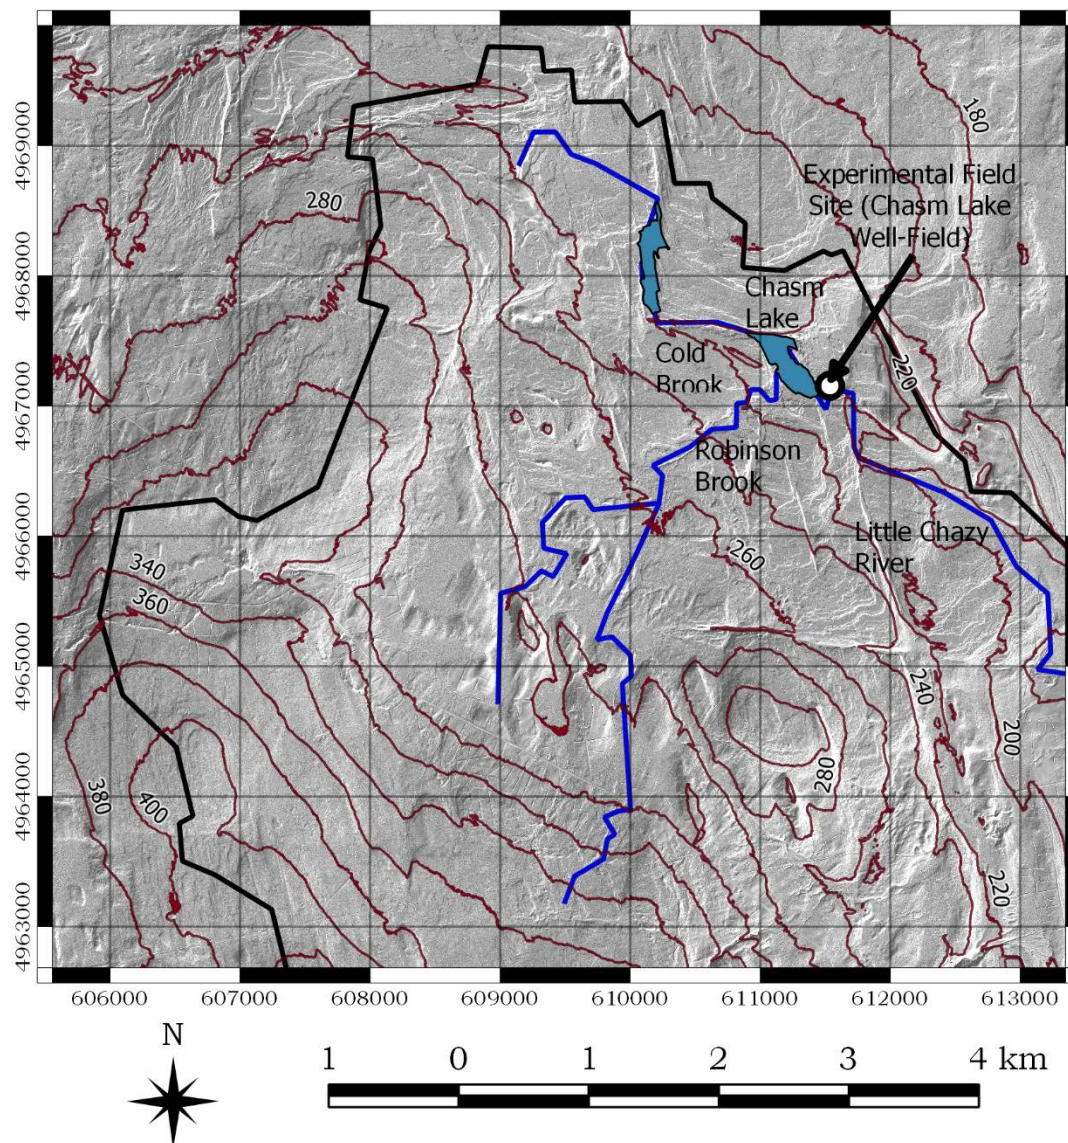 180
Experimental Field
Site (Chasm Lake
Well-Field)
280
Chasm
Lake
Cold
Brook
220
Robinson
Brook
Little Chazy
River
260
340
360
240
200
380
400
280
220
4969000
4968000
4967000
4966000
4965000
4964000
4963000
606000 607000 608000 609000 610000 611000 612000 613000
N
1 0 1 2 3 4 km